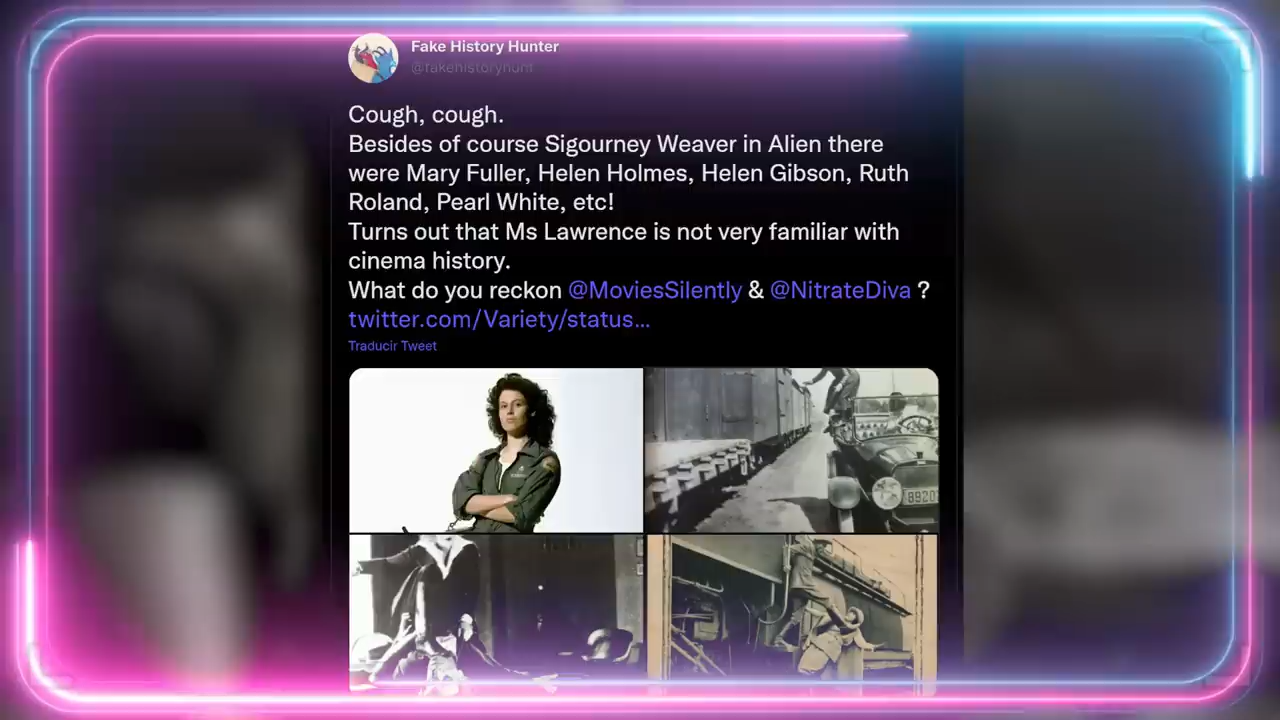 Fake History Hunter
@fakehistoryhunt
Cough, cough.
Besides of course Sigourney Weaver in Alien there
were Mary Fuller, Helen Holmes, Helen Gibson, Ruth
Roland, Pearl White, etc!
Turns out that Ms Lawrence is not very familiar with
cinema history.
What do you reckon @MoviesSilently & @NitrateDiva ?
twitter.com/Variety/status...
Traducir Tweet
8920